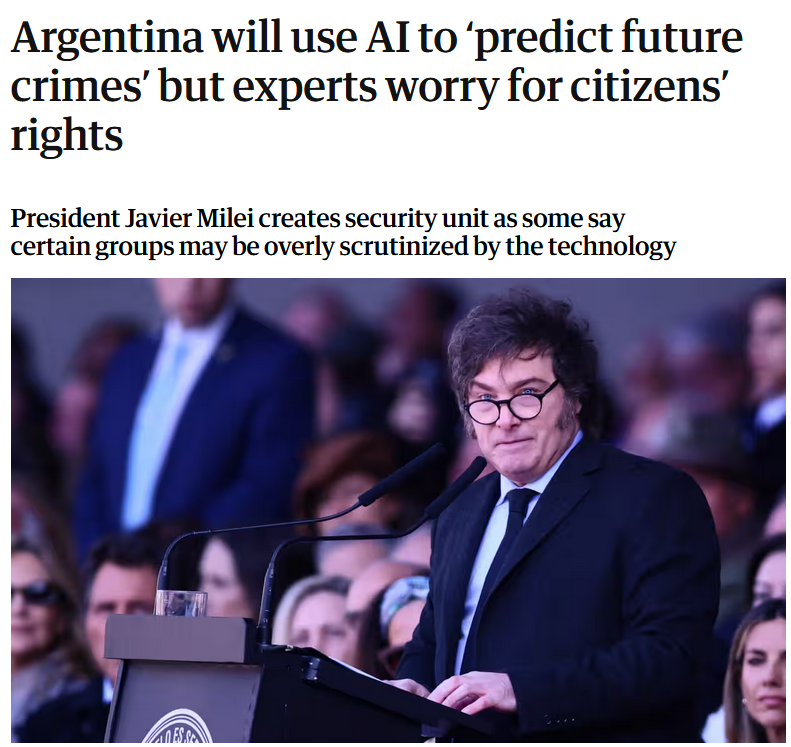 Argentina will use AI to ‘predict future
crimes’ but experts worry for citizens’
rights
President Javier Milei creates security unit as some say
certain groups may be overly scrutinized by the technology